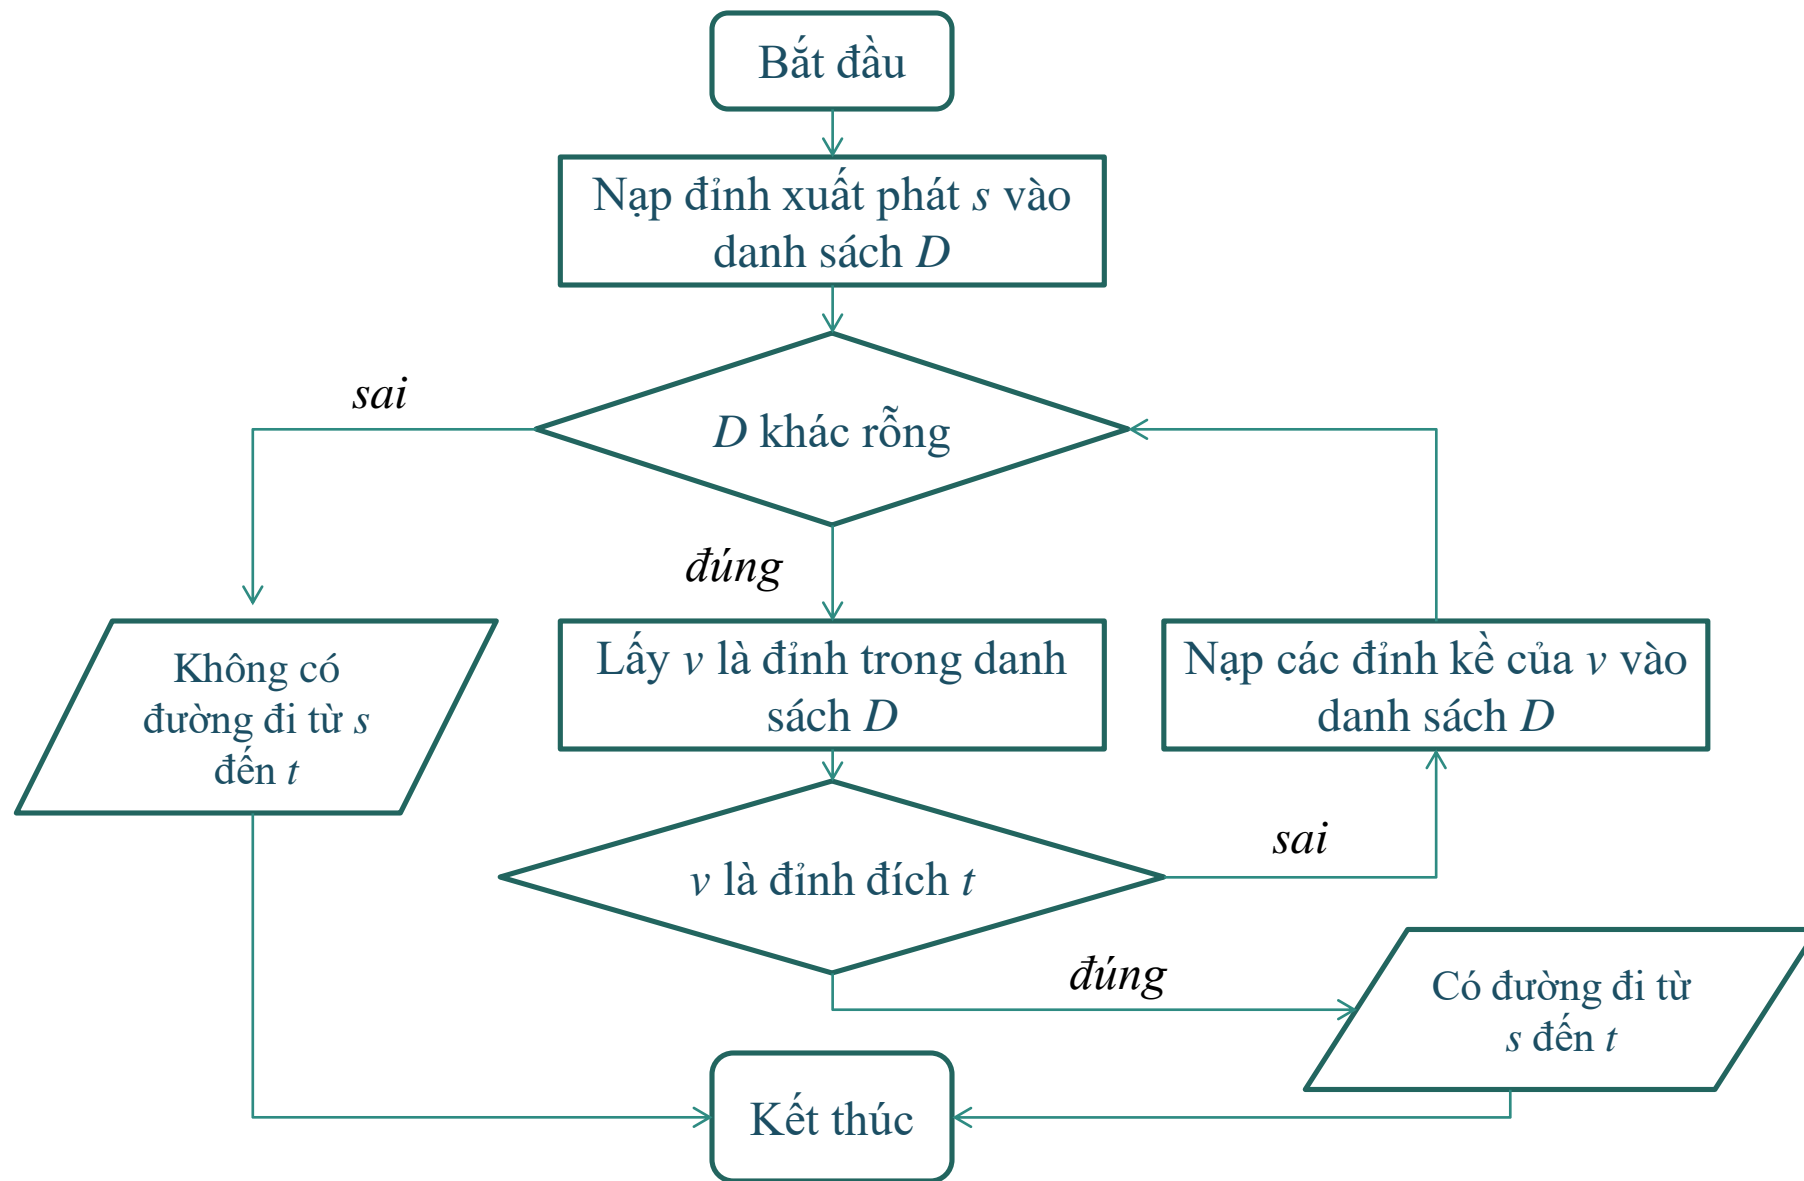 Bắt đầu
Nạp đỉnh xuất phát s vào
danh sách D
sai
D khác rỗng
đúng
Không có
đường đi từ s
đến t
Lấy v là đỉnh trong danh
sách D
Nạp các đỉnh kề của v vào
danh sách D
sai
v là đỉnh đích t
đúng
Có đường đi từ
s đến t
Kết thúc